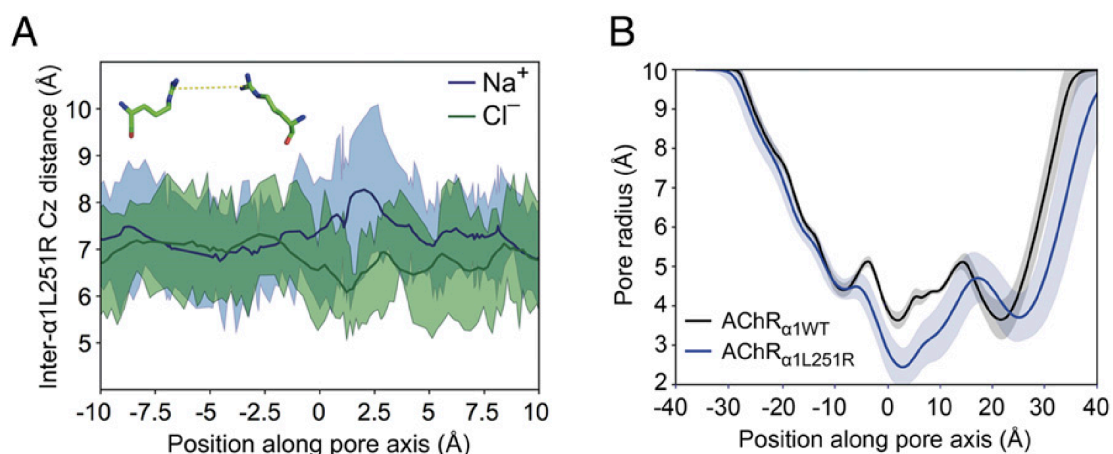 A
Inter-α1L251R Cz distance (Å)
10
9
8
7
6
5
Na⁺
Cl⁻
-10 -7.5 -5 -2.5 0 2.5 5 7.5 10
Position along pore axis (Å)
B
Pore radius (Å)
10
9
8
7
6
5
4
3
2
AChRα1WT
AChRα1L251R
-40 -30 -20 -10 0 10 20 30 40
Position along pore axis (Å)